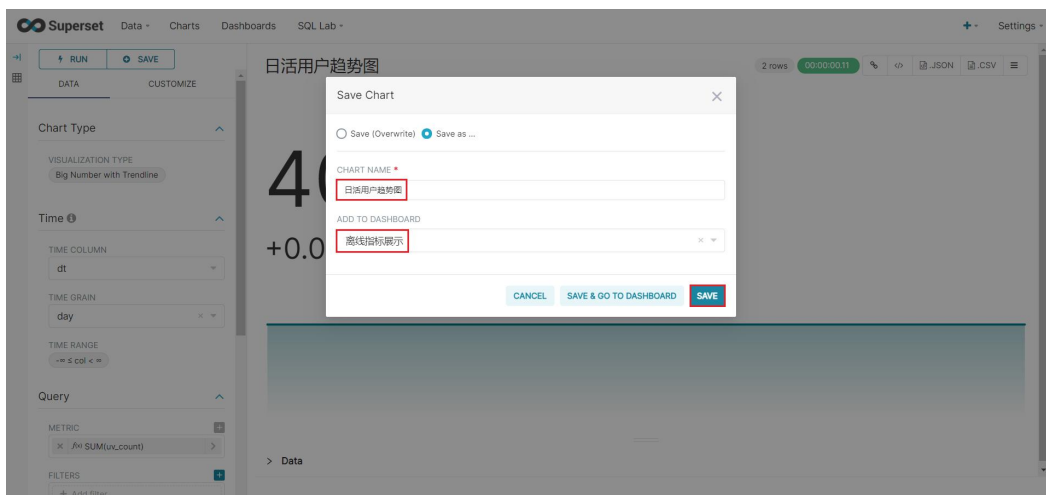 Superset Data Charts Dashboards SQL Lab + Settings
RUN SAVE
DATA CUSTOMIZE
日活用户趋势图
2 rows 00:00:00.11 </> .JSON .CSV
Chart Type
VISUALIZATION TYPE
Big Number with Trendline
Time
TIME COLUMN
dt
TIME GRAIN
day
TIME RANGE
-∞ ≤ col < ∞
Query
METRIC
f(x) SUM(uv_count)
FILTERS
+ Add filter
+0.0
> Data
Save Chart
Save (Overwrite) Save as ...
CHART NAME *
日活用户趋势图
ADD TO DASHBOARD
离线指标展示
CANCEL SAVE & GO TO DASHBOARD SAVE